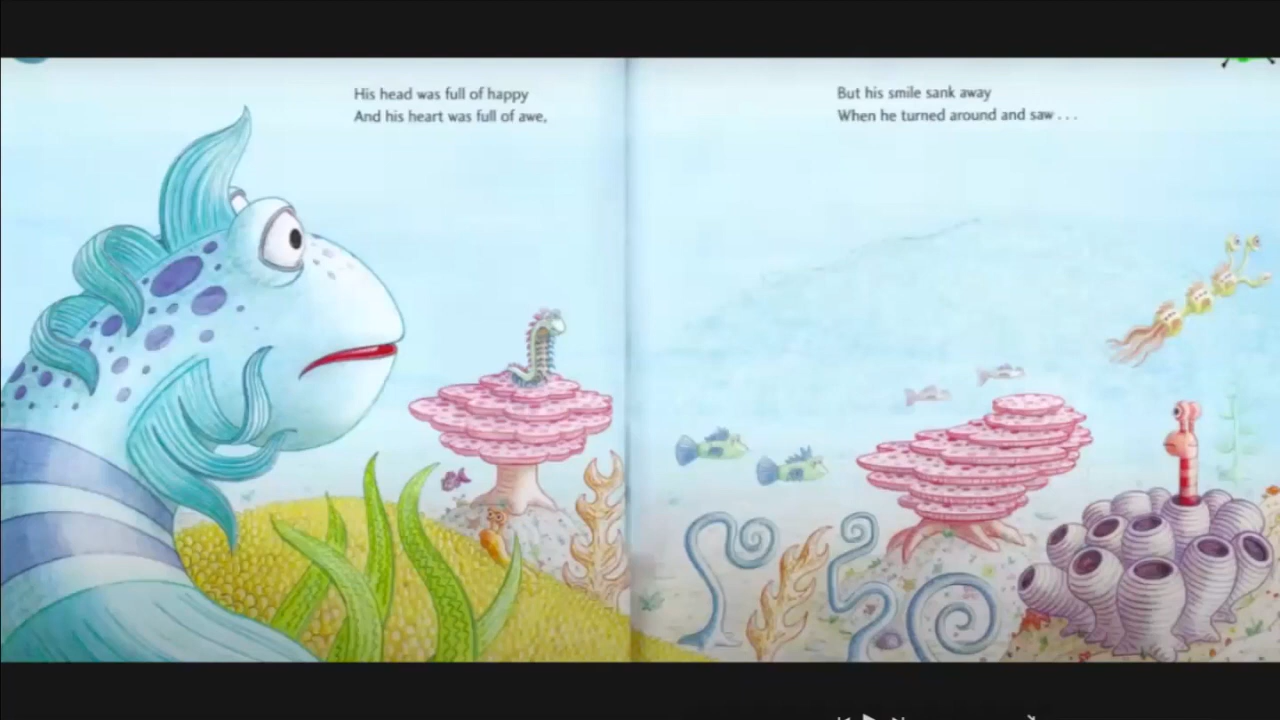 His head was full of happy
And his heart was full of awe,
But his smile sank away
When he turned around and saw . . .